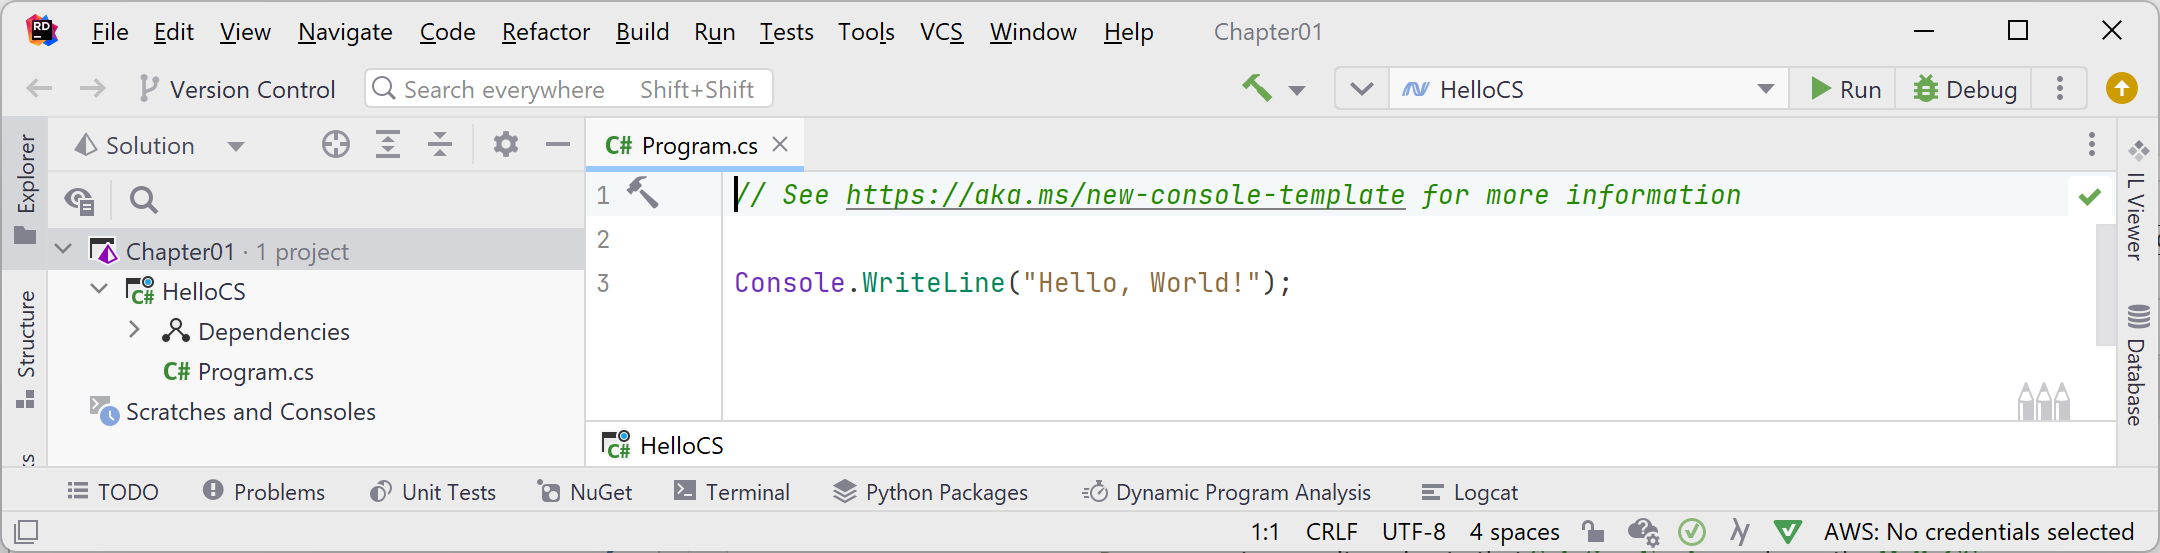 RD File Edit View Navigate Code Refactor Build Run Tests Tools VCS Window Help Chapter01
Version Control Search everywhere Shift+Shift HelloCS Run Debug
Explorer
Structure
Solution
Chapter01 · 1 project
C# HelloCS
Dependencies
C# Program.cs
Scratches and Consoles
C# Program.cs
1 // See https://aka.ms/new-console-template for more information
2
3 Console.WriteLine("Hello, World!");
C# HelloCS
IL Viewer
Database
TODO Problems Unit Tests NuGet Terminal Python Packages Dynamic Program Analysis Logcat
1:1 CRLF UTF-8 4 spaces AWS: No credentials selected